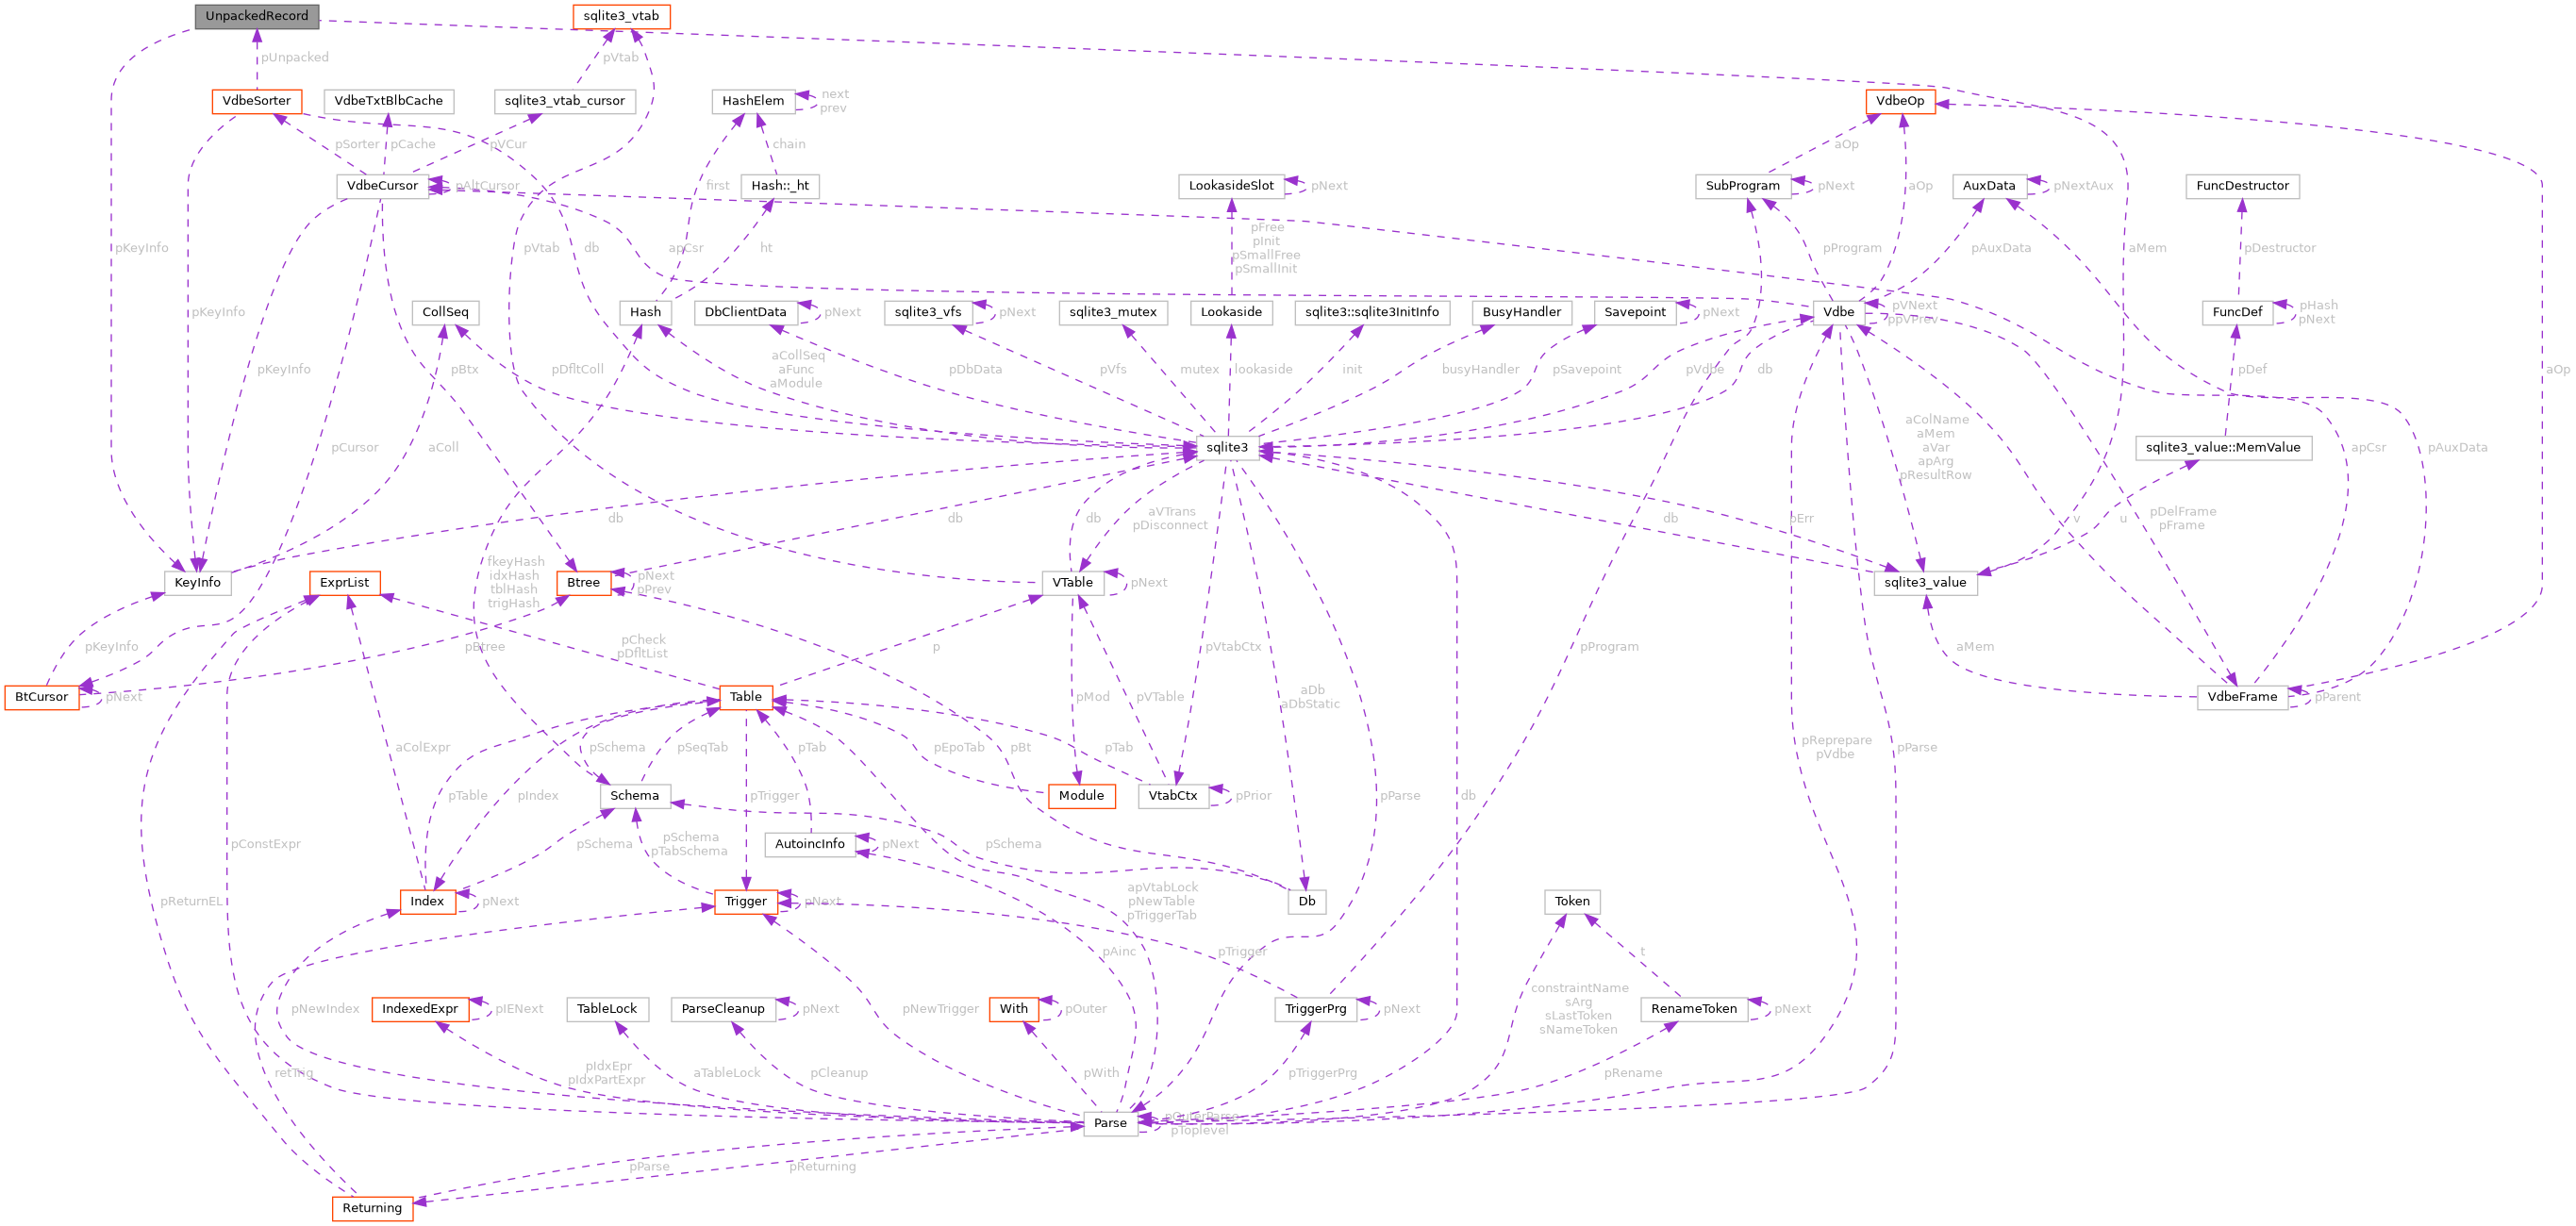 UnpackedRecord
sqlite3_vtab
pUnpacked
pVtab
VdbeSorter
VdbeTxtBlbCache
sqlite3_vtab_cursor
HashElem
next
prev
VdbeOp
pSorter
pCache
pVCur
chain
aOp
VdbeCursor
pAltCursor
first
Hash::_ht
LookasideSlot
pNext
SubProgram
pNext
aOp
AuxData
pNextAux
FuncDestructor
pKeyInfo
pVtab
db
apCsr
ht
pFree
pInit
pSmallFree
pSmallInit
pProgram
pAuxData
aMem
pDestructor
pKeyInfo
CollSeq
Hash
DbClientData
pNext
sqlite3_vfs
pNext
sqlite3_mutex
Lookaside
sqlite3::sqlite3InitInfo
BusyHandler
Savepoint
pNext
Vdbe
pVNext
ppVPrev
FuncDef
pHash
pNext
pKeyInfo
pBtx
pDfltColl
aCollSeq
aFunc
aModule
pDbData
pVfs
mutex
lookaside
init
busyHandler
pSavepoint
pVdbe
db
pDef
aOp
pCursor
aColl
sqlite3
aColName
aMem
aVar
apArg
pResultRow
sqlite3_value::MemValue
apCsr
pAuxData
db
db
db
aVTrans
pDisconnect
db
pErr
v
u
pDelFrame
pFrame
KeyInfo
ExprList
fkeyHash
idxHash
tblHash
trigHash
Btree
pNext
pPrev
VTable
pNext
sqlite3_value
pKeyInfo
pBtree
pCheck
pDfltList
p
pVtabCtx
pProgram
aMem
BtCursor
pNext
Table
pMod
pVTable
aDb
aDbStatic
VdbeFrame
pParent
aColExpr
pSchema
pSeqTab
pTab
pEpoTab
pBt
pTab
pReprepare
pVdbe
pParse
pTable
pIndex
Schema
pTrigger
Module
VtabCtx
pPrior
pParse
db
pConstExpr
pSchema
pSchema
pTabSchema
AutoincInfo
pNext
pSchema
pReturnEL
Index
pNext
Trigger
pNext
apVtabLock
pNewTable
pTriggerTab
Db
Token
pAinc
pTrigger
t
pNewIndex
IndexedExpr
pIENext
TableLock
ParseCleanup
pNext
pNewTrigger
With
pOuter
TriggerPrg
pNext
constraintName
sArg
sLastToken
sNameToken
RenameToken
pNext
retTrig
pIdxEpr
pIdxPartExpr
aTableLock
pCleanup
pWith
pTriggerPrg
pRename
Parse
pOuterParse
pToplevel
pParse
pReturning
Returning